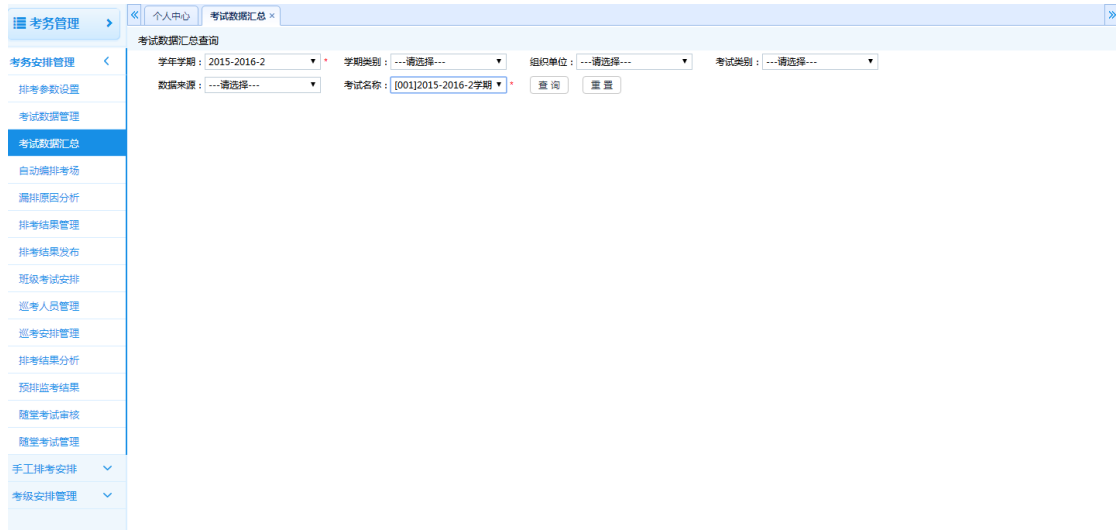 考务管理
个人中心 考试数据汇总 ×
考试数据汇总查询
学年学期：2015-2016-2 * 学期类别：---请选择--- 组织单位：---请选择--- 考试类别：---请选择---
数据来源：---请选择--- 考试名称：[001]2015-2016-2学期 * 查 询 重 置
考务安排管理
排考参数设置
考试数据管理
考试数据汇总
自动编排考场
漏排原因分析
排考结果管理
排考结果发布
班级考试安排
巡考人员管理
巡考安排管理
排考结果分析
预排监考结果
随堂考试审核
随堂考试管理
手工排考安排
考级安排管理